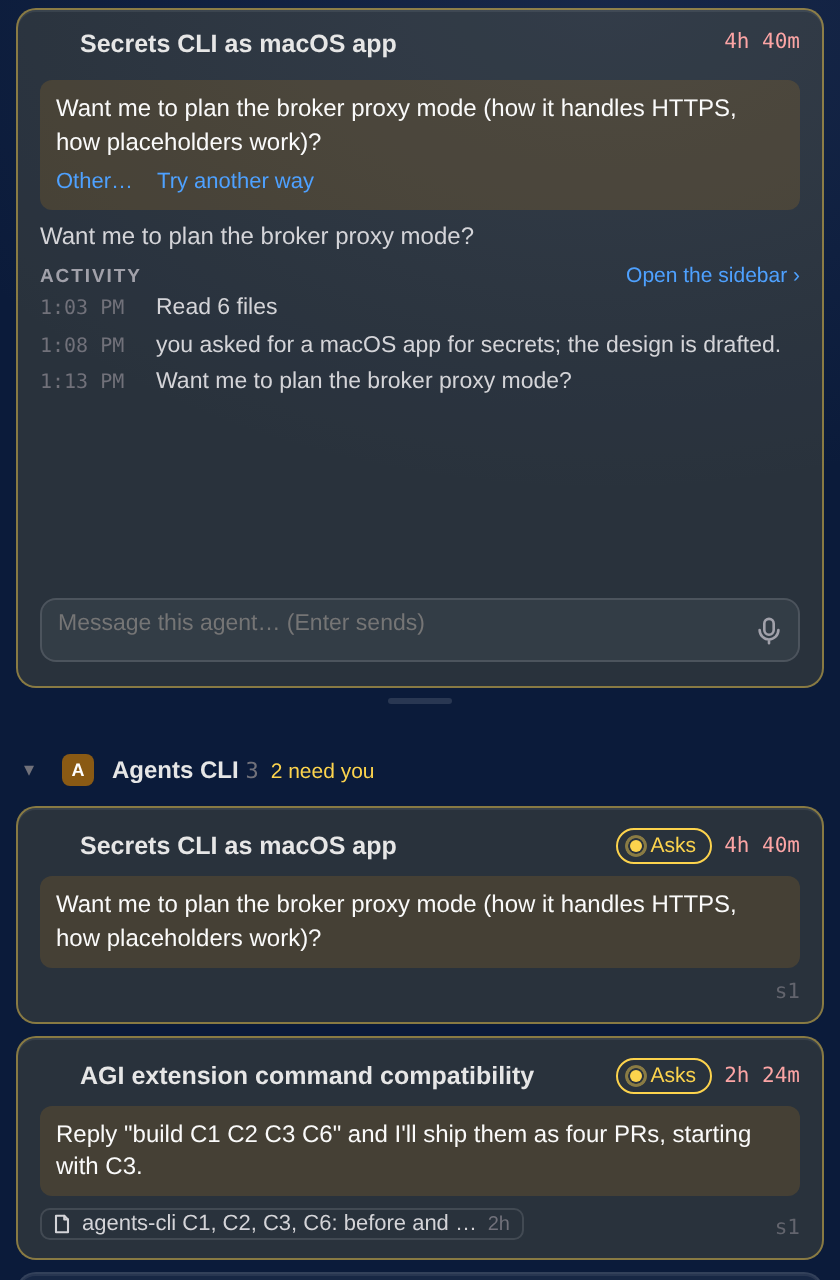 Secrets CLI as macOS app
4h 40m
Want me to plan the broker proxy mode (how it handles HTTPS,
how placeholders work)?
Other… Try another way
Want me to plan the broker proxy mode?
ACTIVITY
Open the sidebar ›
1:03 PM Read 6 files
1:08 PM you asked for a macOS app for secrets; the design is drafted.
1:13 PM Want me to plan the broker proxy mode?
Message this agent… (Enter sends)
A Agents CLI 3 2 need you
Secrets CLI as macOS app
Asks 4h 40m
Want me to plan the broker proxy mode (how it handles HTTPS,
how placeholders work)?
s1
AGI extension command compatibility
Asks 2h 24m
Reply "build C1 C2 C3 C6" and I'll ship them as four PRs, starting
with C3.
agents-cli C1, C2, C3, C6: before and … 2h
s1